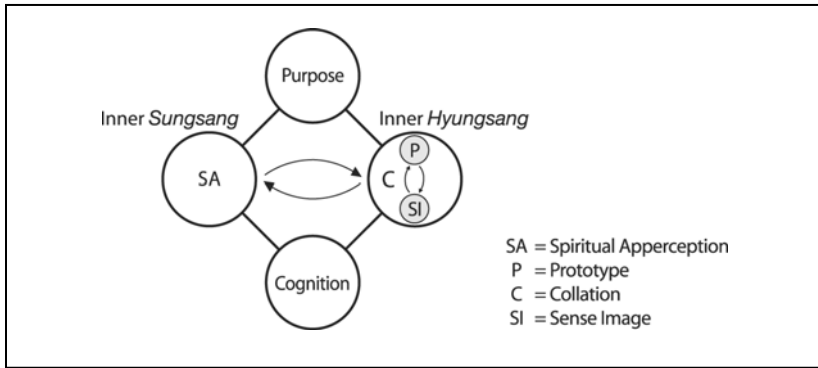 Purpose
Inner Sungsang
Inner Hyungsang
SA
C
P
SI
Cognition
SA = Spiritual Apperception
P = Prototype
C = Collation
SI = Sense Image